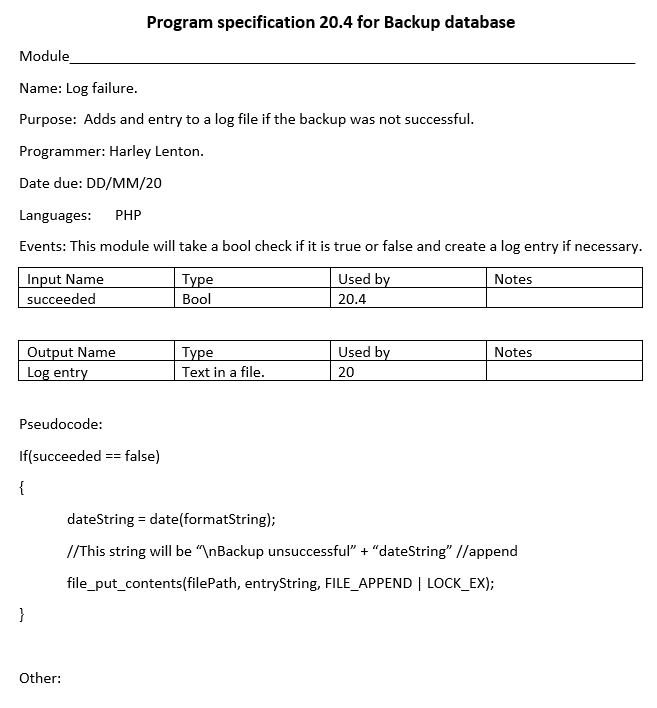 Program specification 20.4 for Backup database
Module
Name: Log failure.
Purpose:  Adds and entry to a log file if the backup was not successful.
Programmer: Harley Lenton.
Date due: DD/MM/20
Languages:      PHP
Events: This module will take a bool check if it is true or false and create a log entry if necessary.
Input Name Type Used by Notes
succeeded Bool 20.4
Output Name Type Used by Notes
Log entry Text in a file. 20
Pseudocode:
If(succeeded == false)
{
dateString = date(formatString);
//This string will be “\nBackup unsuccessful” + “dateString” //append
file_put_contents(filePath, entryString, FILE_APPEND | LOCK_EX);
}
Other: